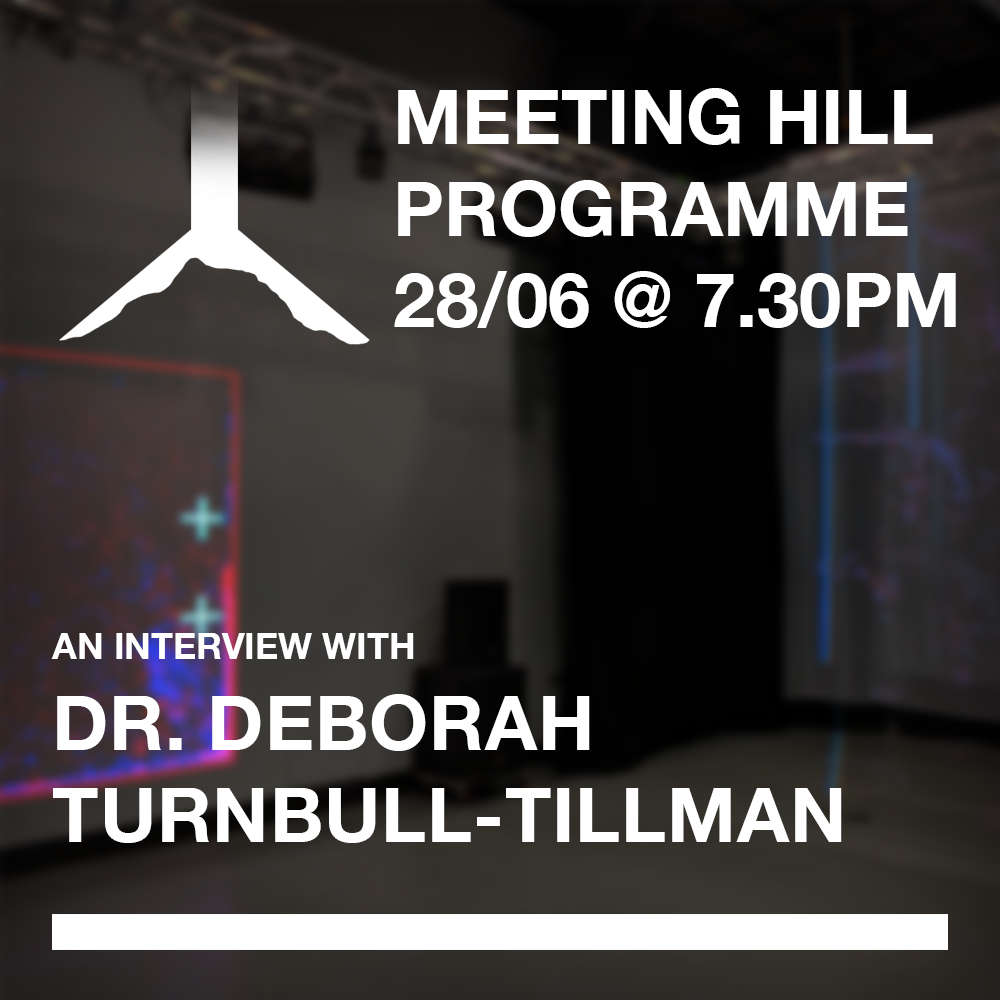 MEETING HILL
PROGRAMME
28/06 @ 7.30PM
AN INTERVIEW WITH
DR. DEBORAH
TURNBULL-TILLMAN